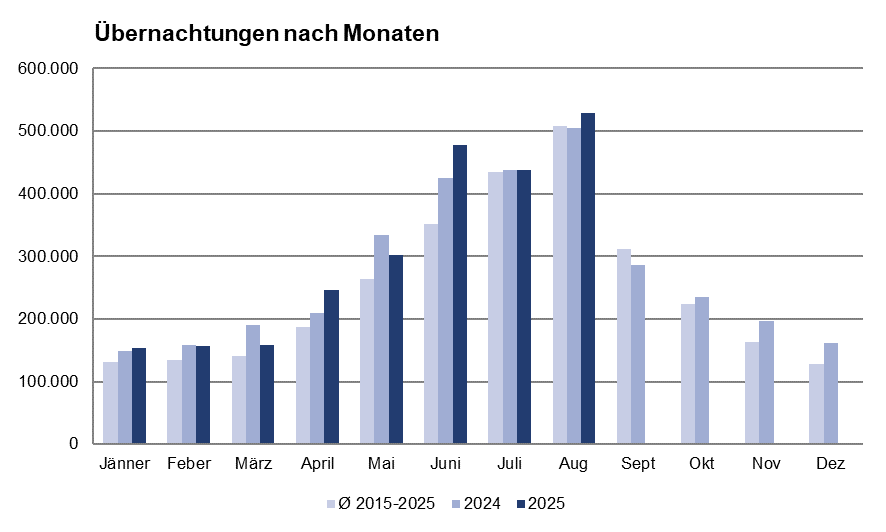 Übernachtungen nach Monaten
600.000
500.000
400.000
300.000
200.000
100.000
0
Jänner Feber März April Mai Juni Juli Aug Sept Okt Nov Dez
Ø 2015-2025 2024 2025